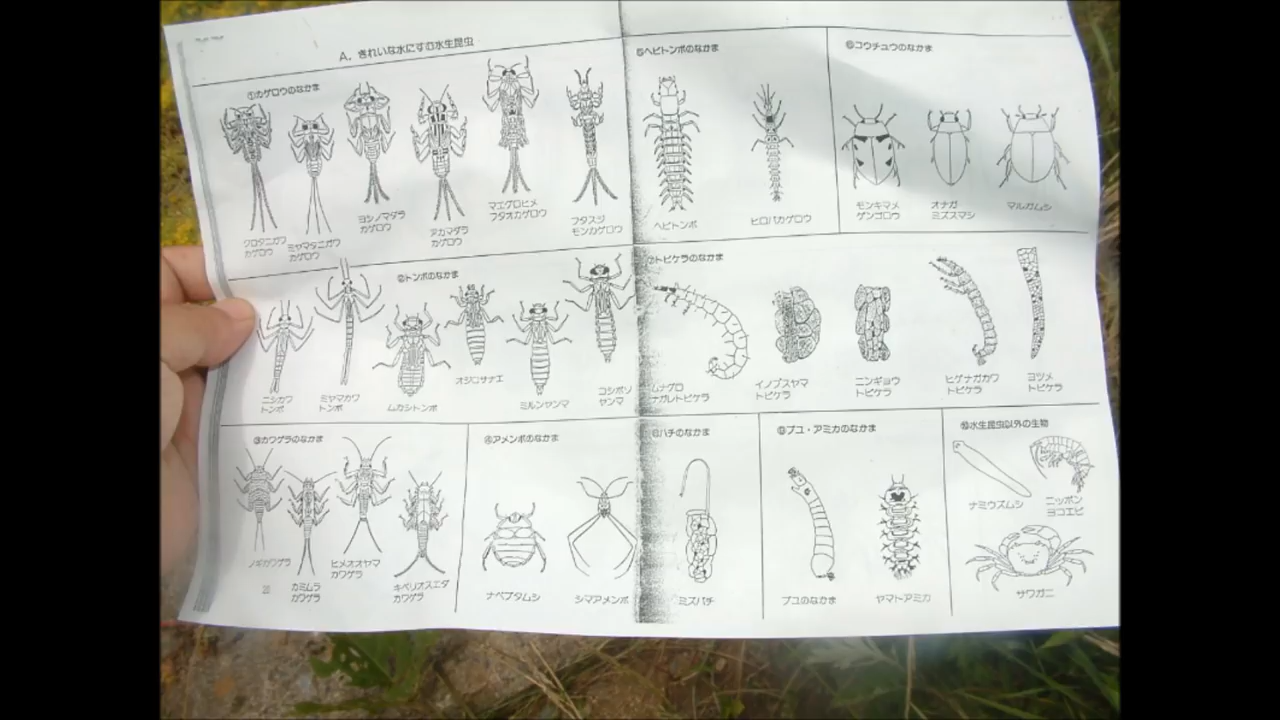 A. きれいな水にすむ水生昆虫
①カゲロウのなかま
クロタニガワ
カゲロウ
ミヤマタニガワ
カゲロウ
ヨシノマダラ
カゲロウ
アカマダラ
カゲロウ
マエグロヒメ
フタオカゲロウ
フタスジ
モンカゲロウ
⑤ヘビトンボのなかま
ヘビトンボ
ヒロバカゲロウ
⑥コウチュウのなかま
モンキマメ
ゲンゴロウ
オナガ
ミズスマシ
マルガムシ
②トンボのなかま
ニシカワ
トンボ
ミヤマカワ
トンボ
ムカシトンボ
オジロサナエ
ミルンヤンマ
コシボソ
ヤンマ
⑦トビケラのなかま
ムナグロ
ナガレトビケラ
イノプスヤマ
トビケラ
ニンギョウ
トビケラ
ヒゲナガカワ
トビケラ
ヨツメ
トビケラ
③カワゲラのなかま
ノギカワゲラ
カミムラ
カワゲラ
ヒメオオヤマ
カワゲラ
キベリオスエダ
カワゲラ
④アメンボのなかま
ナベブタムシ
シマアメンボ
⑧ハチのなかま
ミズバチ
⑨ブユ・アミカのなかま
ブユのなかま
ヤマトアミカ
⑩水生昆虫以外の生物
ナミウズムシ
ニッポン
ヨコエビ
サワガニ